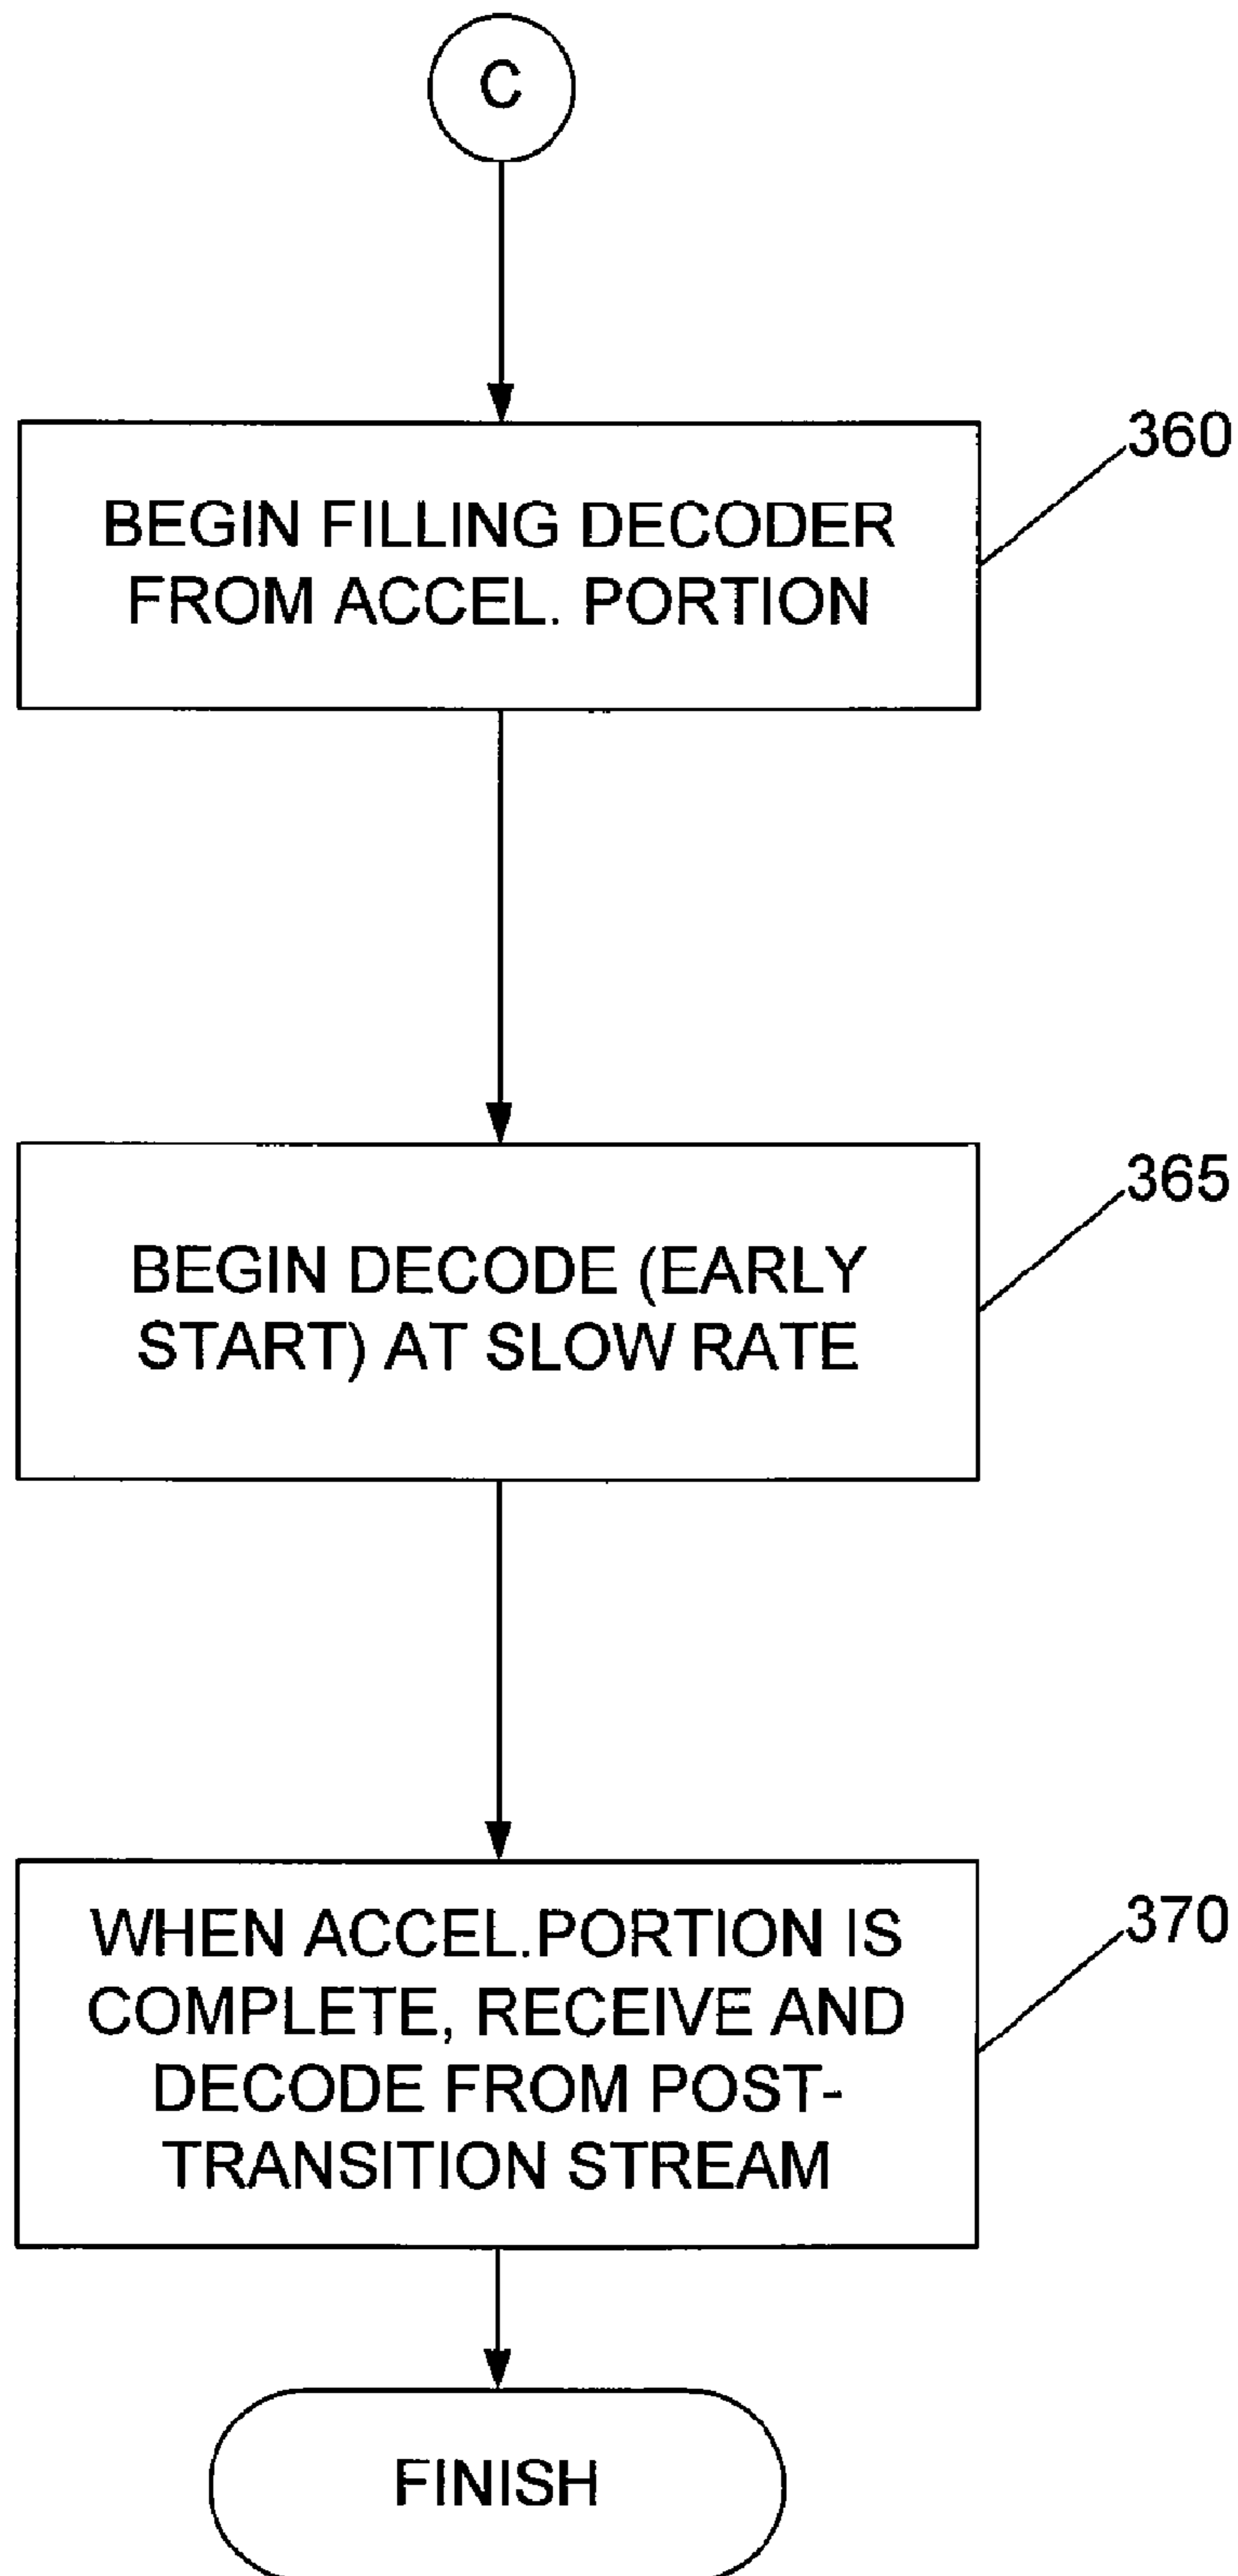 C
360
BEGIN FILLING DECODER
FROM ACCEL. PORTION
365
BEGIN DECODE (EARLY
START) AT SLOW RATE
370
WHEN ACCEL.PORTION IS
COMPLETE, RECEIVE AND
DECODE FROM POST-
TRANSITION STREAM
FINISH